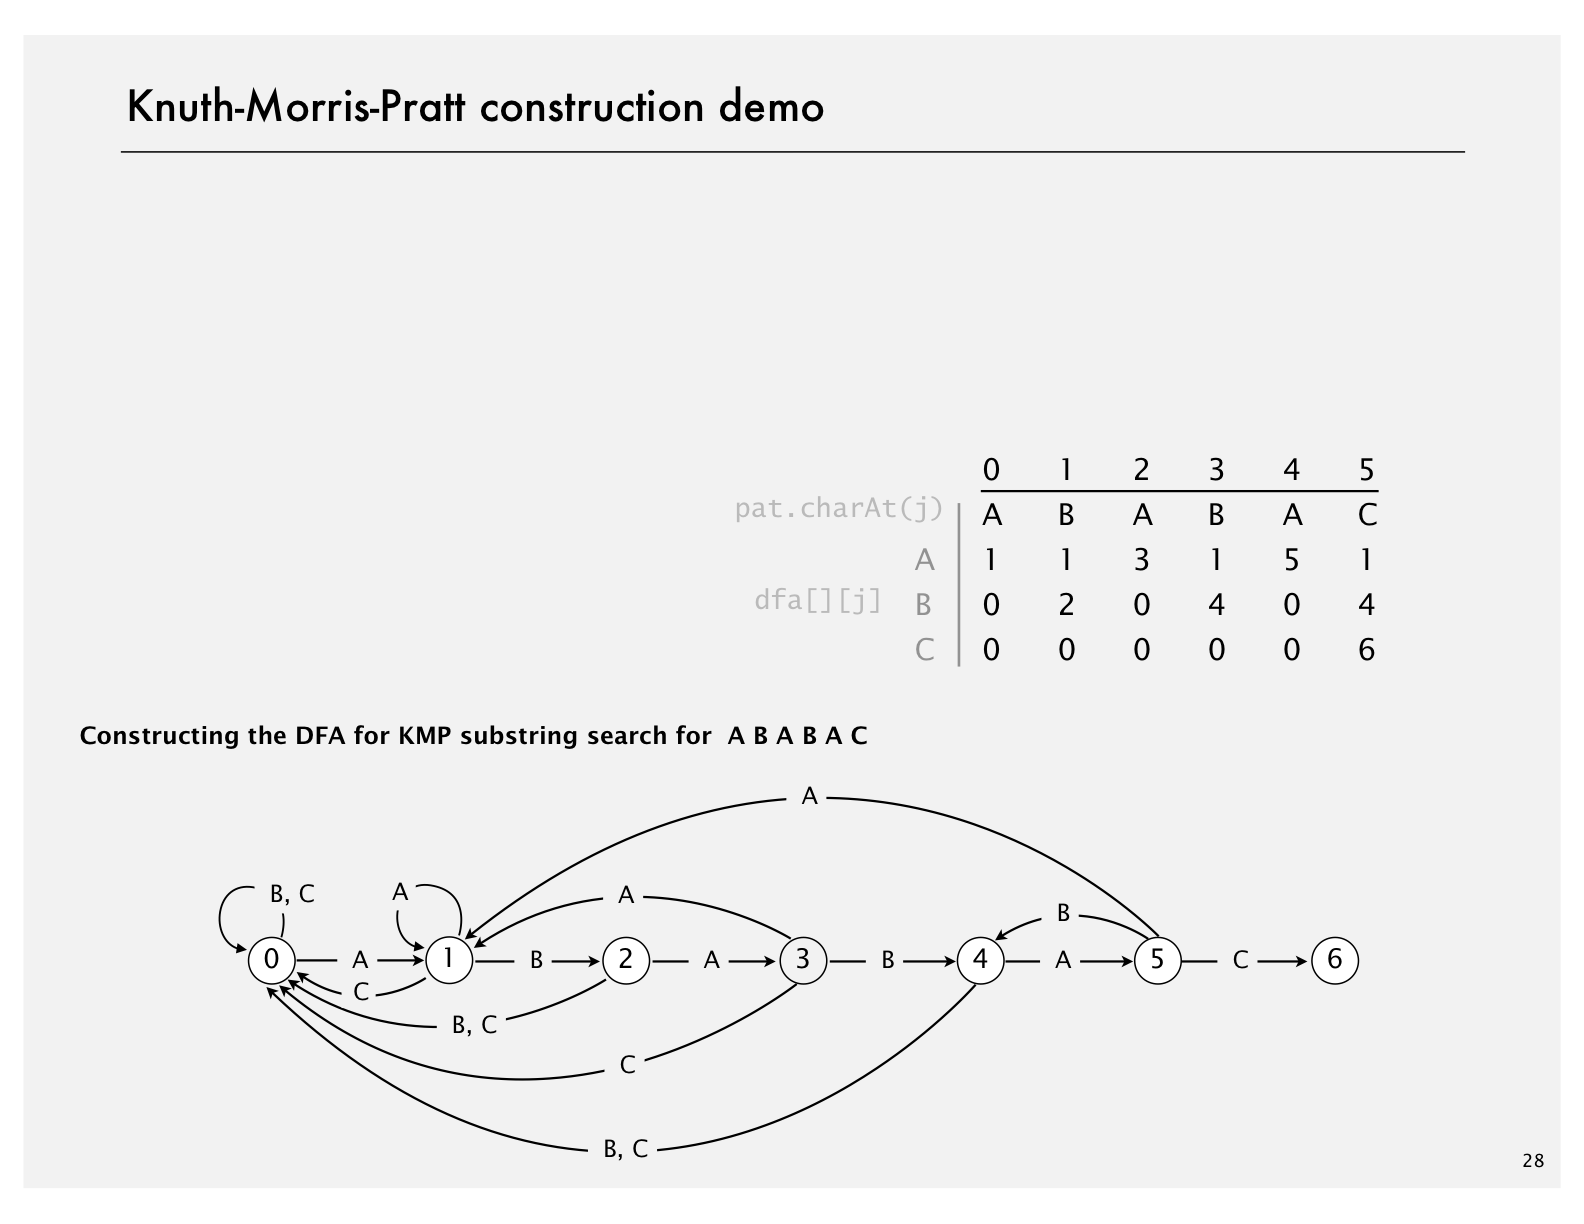 Knuth-Morris-Pratt construction demo
0 1 2 3 4 5
pat.charAt(j) A B A B A C
A 1 1 3 1 5 1
dfa[][j] B 0 2 0 4 0 4
C 0 0 0 0 0 6
Constructing the DFA for KMP substring search for A B A B A C
A
B, C A A B
0 A 1 B 2 A 3 B 4 A 5 C 6
C
B, C
C
B, C
28